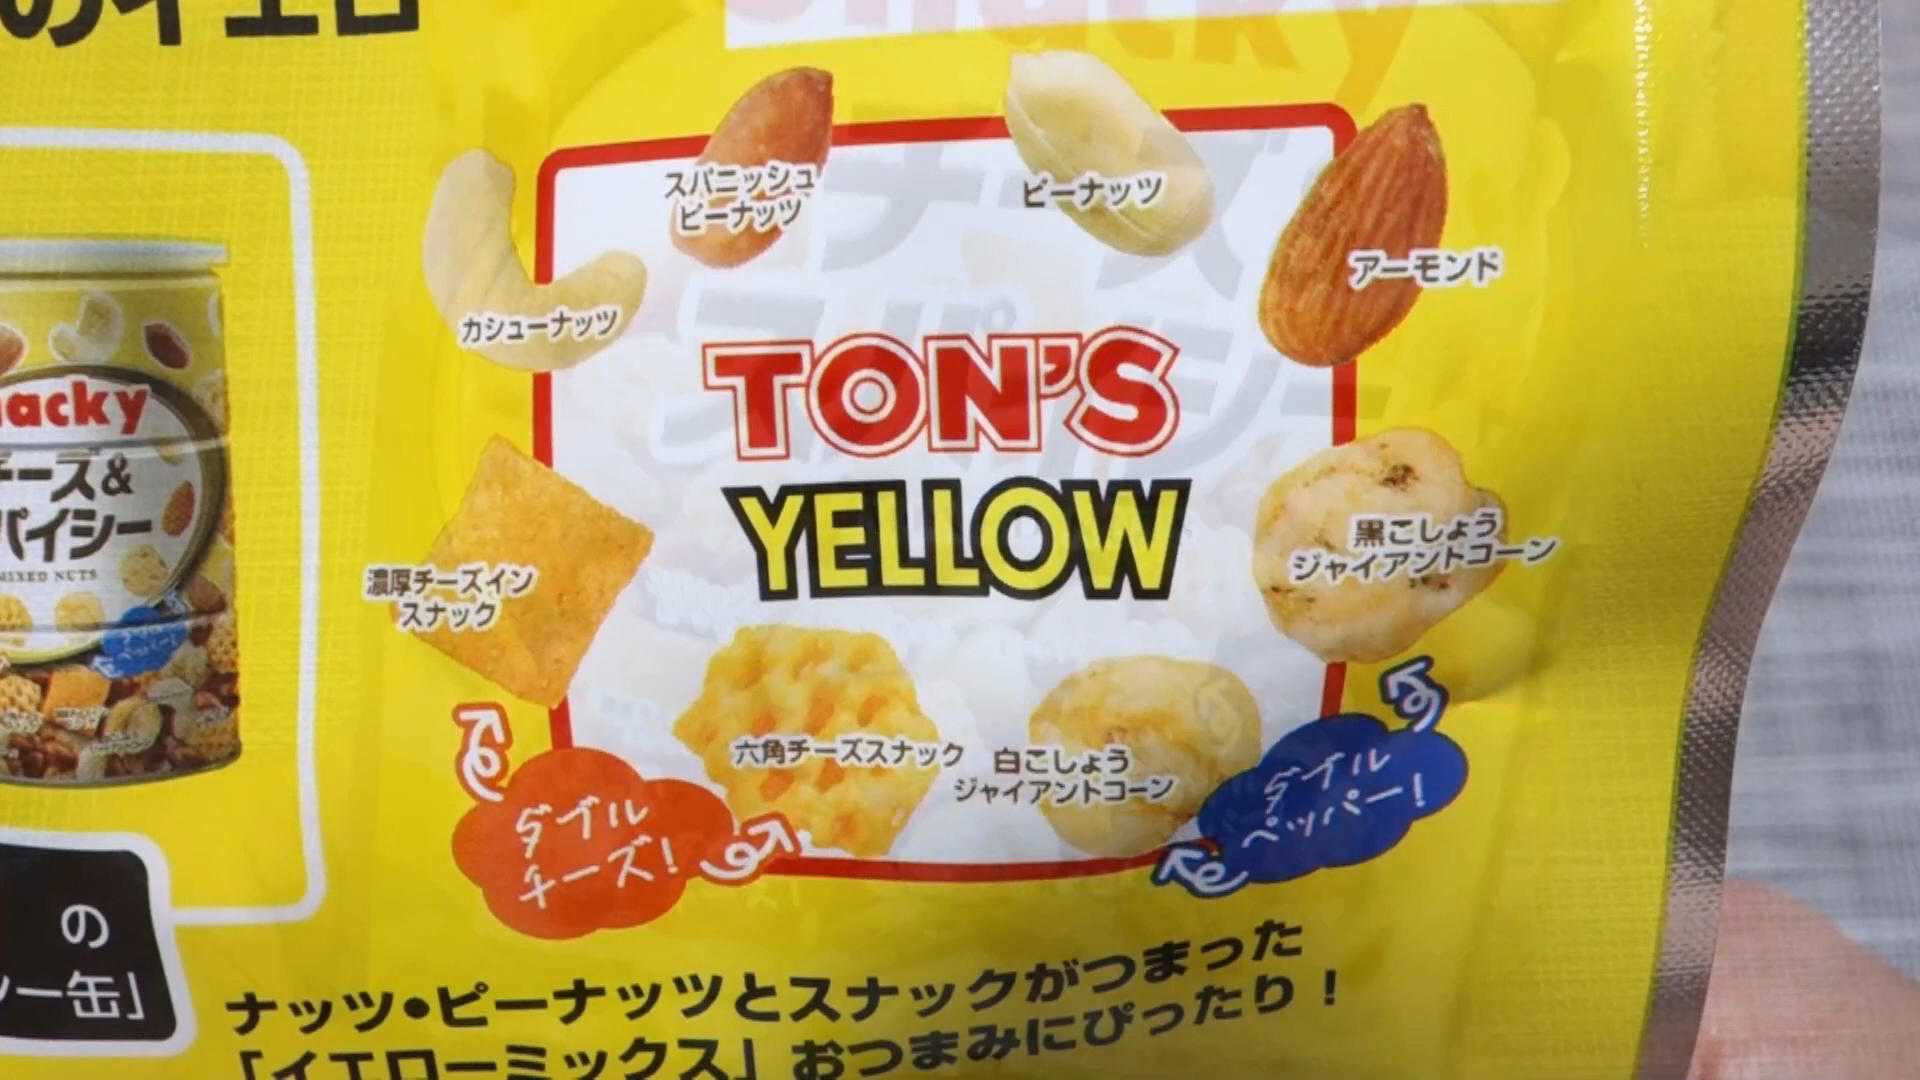 のイエロ
Snacky
スパニッシュ
ピーナッツ
ピーナッツ
アーモンド
カシューナッツ
TON'S
YELLOW
濃厚チーズイン
スナック
黒こしょう
ジャイアントコーン
六角チーズスナック
白こしょう
ジャイアントコーン
ダブル
チーズ!
ダブル
ペッパー!
nacky
チーズ&
パイシー
MIXED NUTS
の
ー缶」
ナッツ・ピーナッツとスナックがつまった
「イエローミックス」おつまみにぴったり!